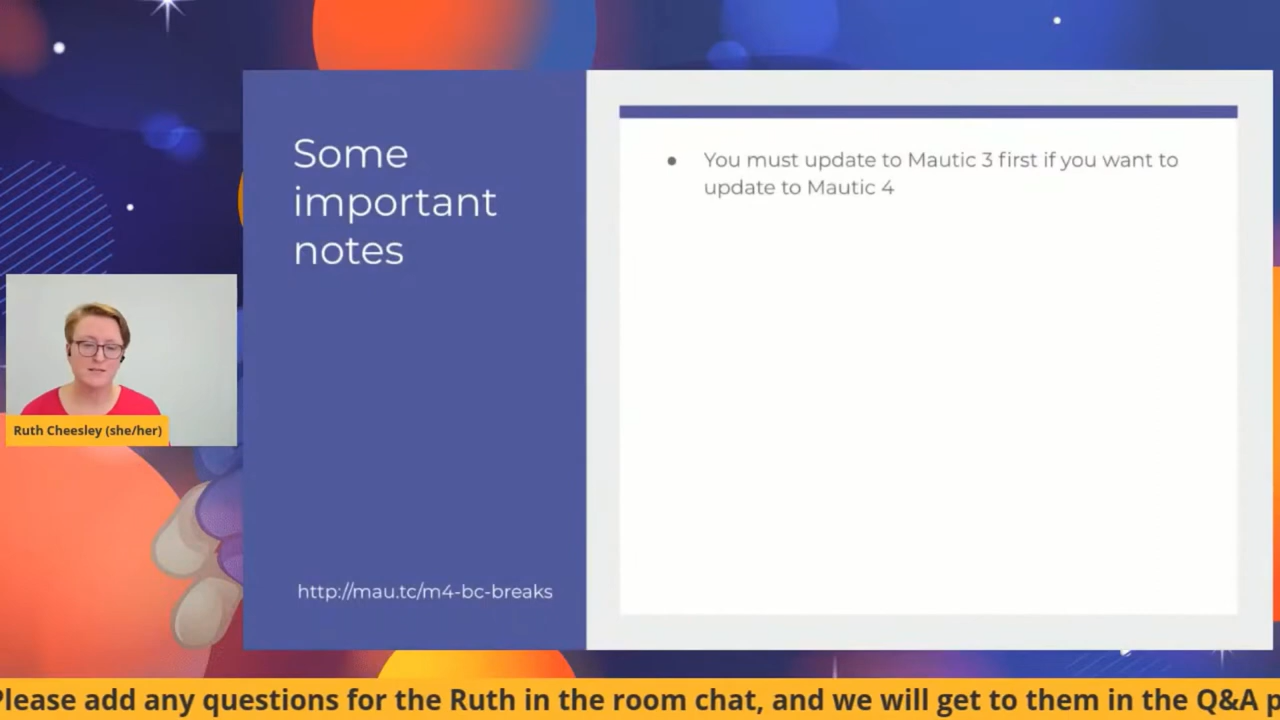 Some
important
notes
http://mau.tc/m4-bc-breaks
● You must update to Mautic 3 first if you want to
update to Mautic 4
Ruth Cheesley (she/her)
Please add any questions for the Ruth in the room chat, and we will get to them in the Q&A